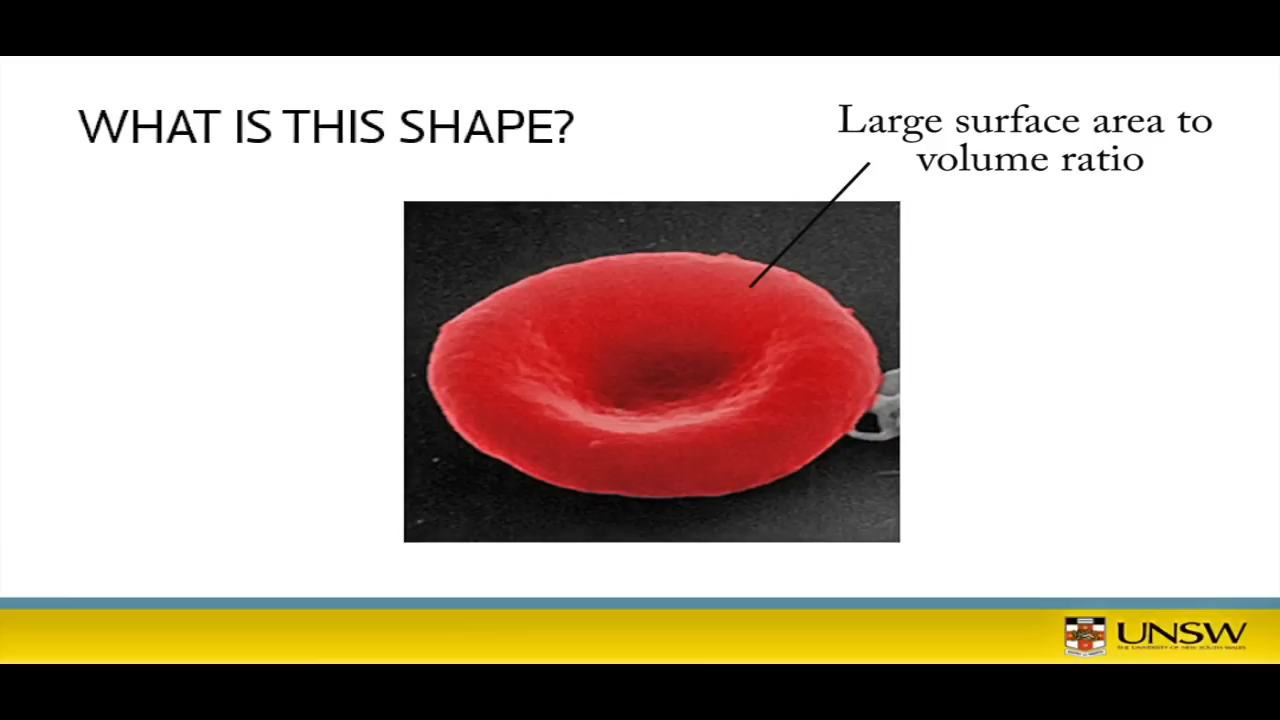 WHAT IS THIS SHAPE?
Large surface area to
volume ratio
UNSW
THE UNIVERSITY OF NEW SOUTH WALES